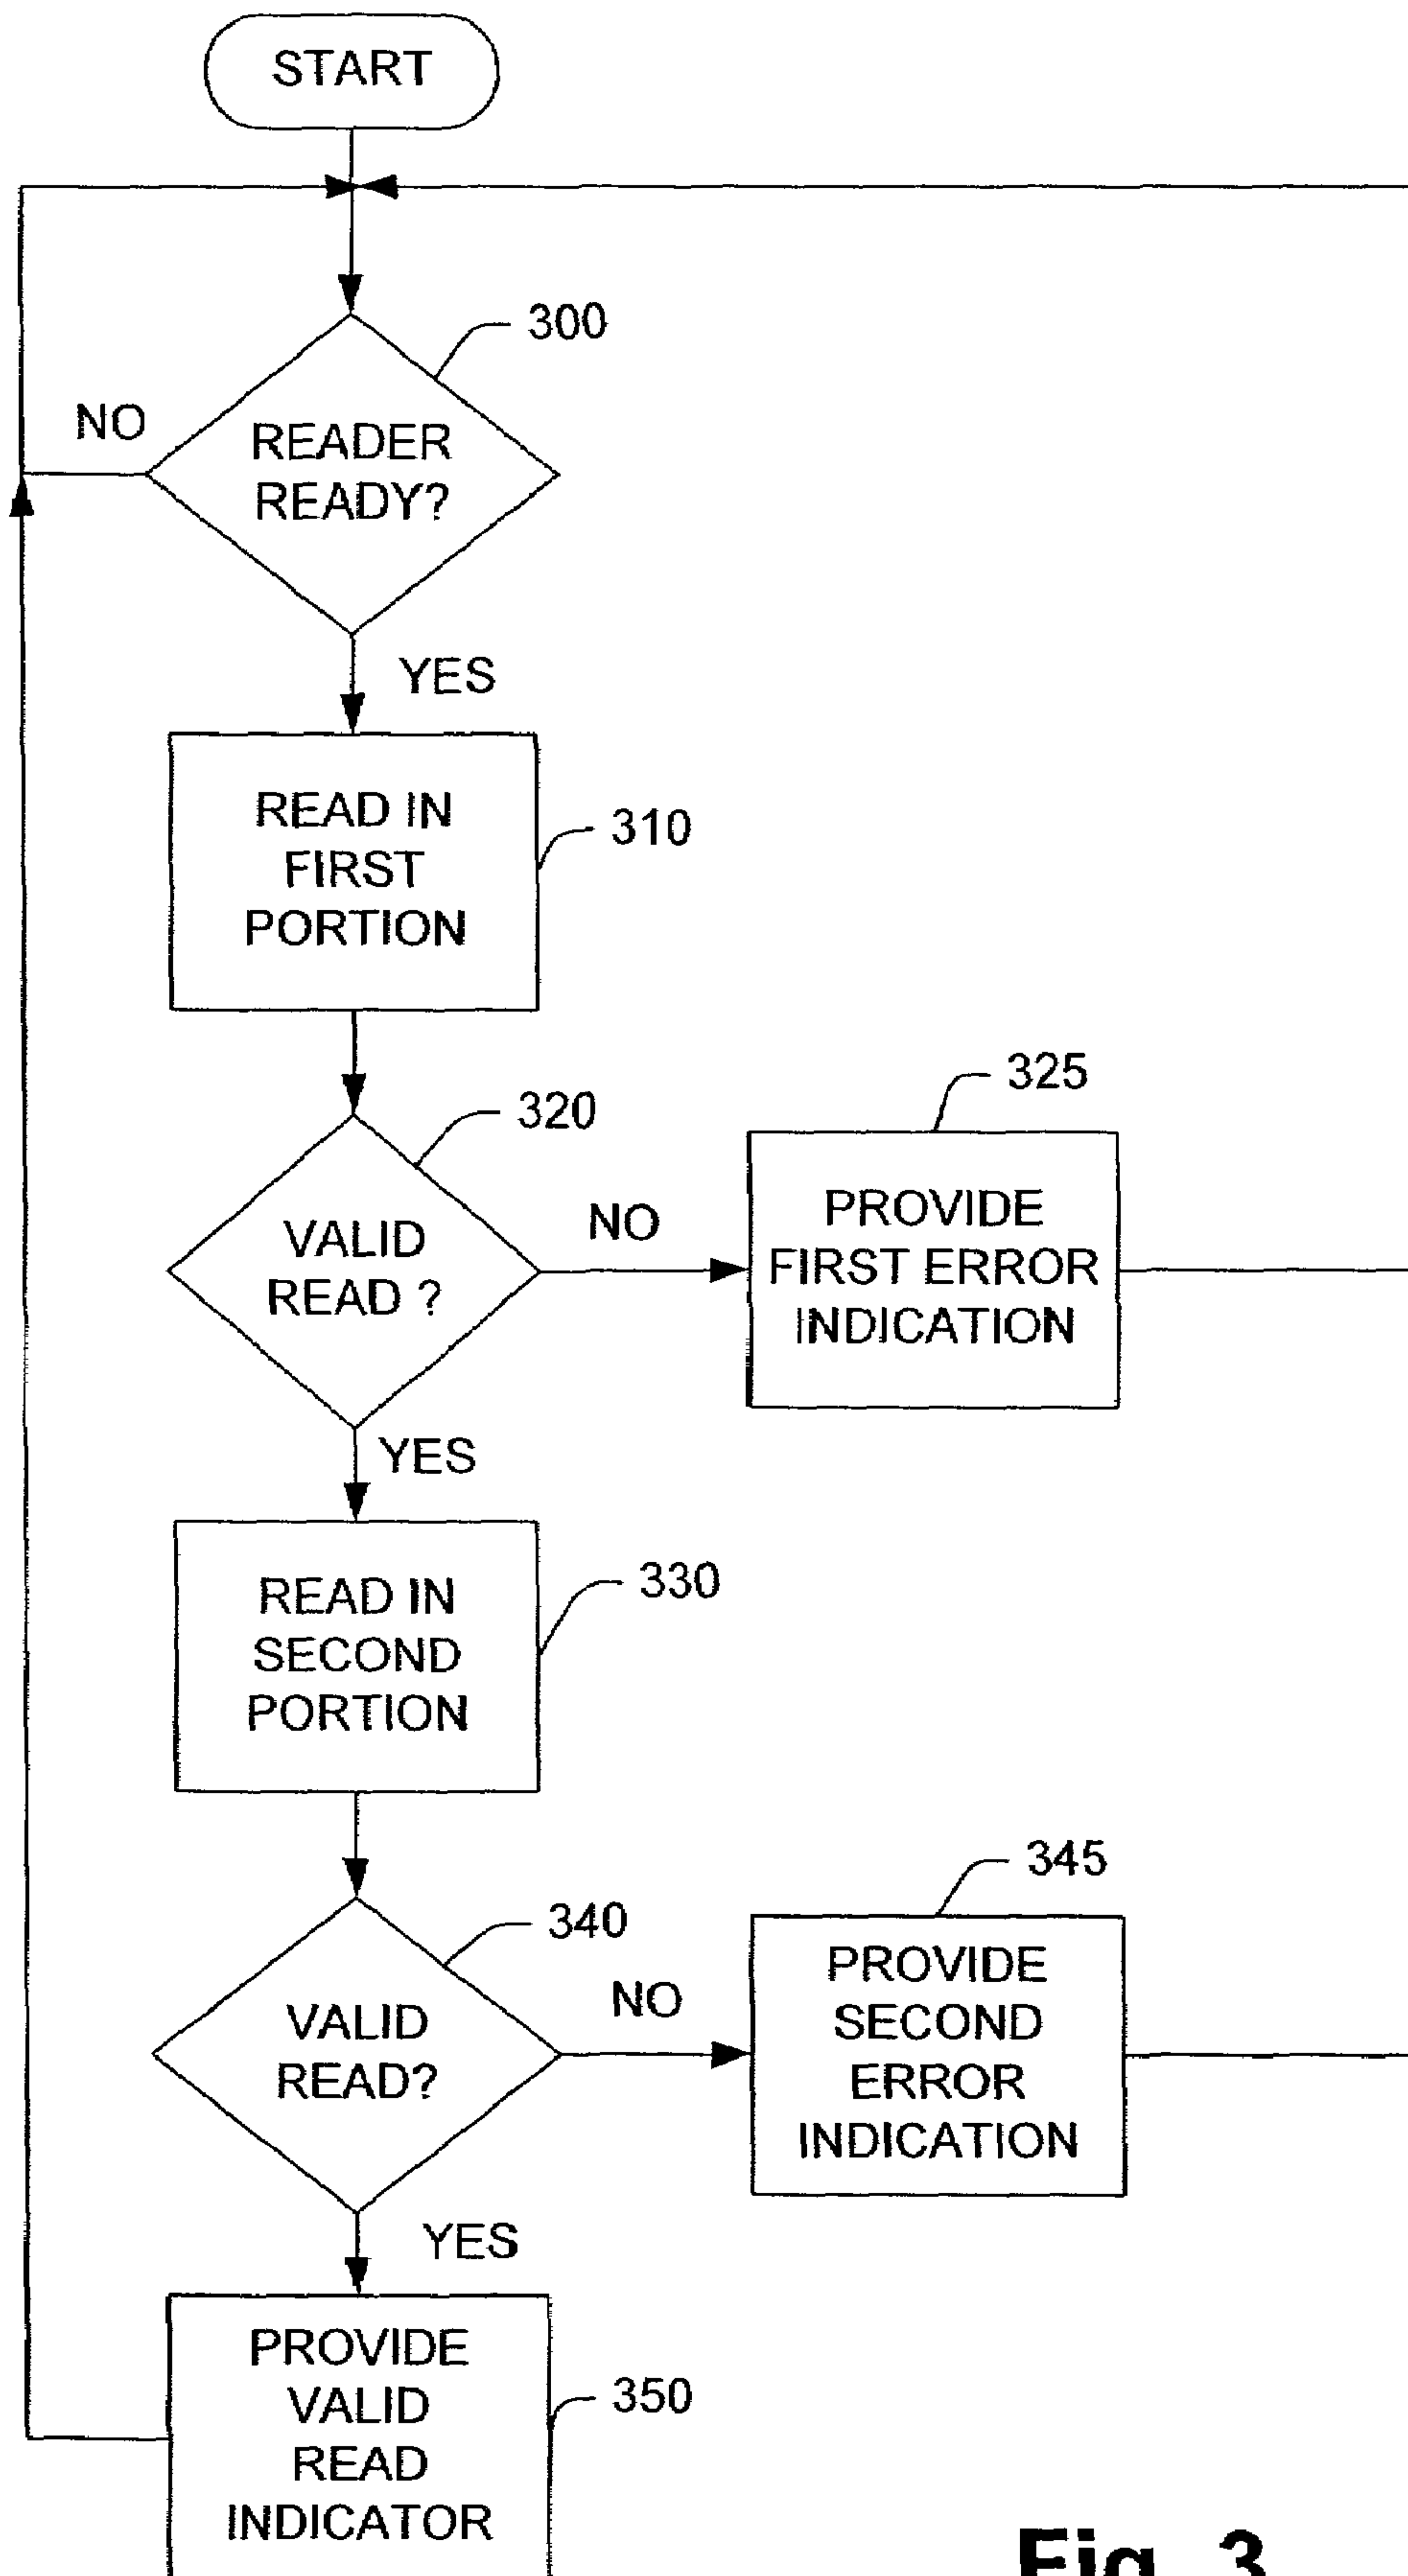 START
300
NO
READER
READY?
YES
READ IN
FIRST
PORTION
310
325
320
PROVIDE
FIRST ERROR
INDICATION
NO
VALID
READ ?
YES
READ IN
SECOND
PORTION
330
345
340
PROVIDE
SECOND
ERROR
INDICATION
NO
VALID
READ?
YES
PROVIDE
VALID
READ
INDICATOR
350
Fig. 3